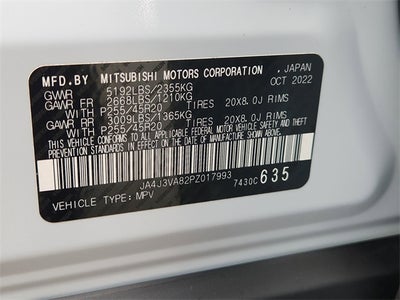 MFD.BY MITSUBISHI MOTORS CORPORATION , JAPAN
GVWR 5192LBS/2355KG OCT 2022
GAWR FR 2668LBS/1210KG
WITH P255/45R20 TIRES 20X8.0J RIMS
GAWR RR 3009LBS/1365KG
WITH P255/45R20 TIRES 20X8.0J RIMS
THIS VEHICLE CONFORMS TO ALL APPLICABLE FEDERAL MOTOR VEHICLE
SAFETY AND THEFT PREVENTION STANDARDS IN EFFECT ON THE DATE OF
MANUFACTURE SHOWN ABOVE.
JA4J3VA82PZ017993
VEHICLE TYPE: MPV 7430C 635